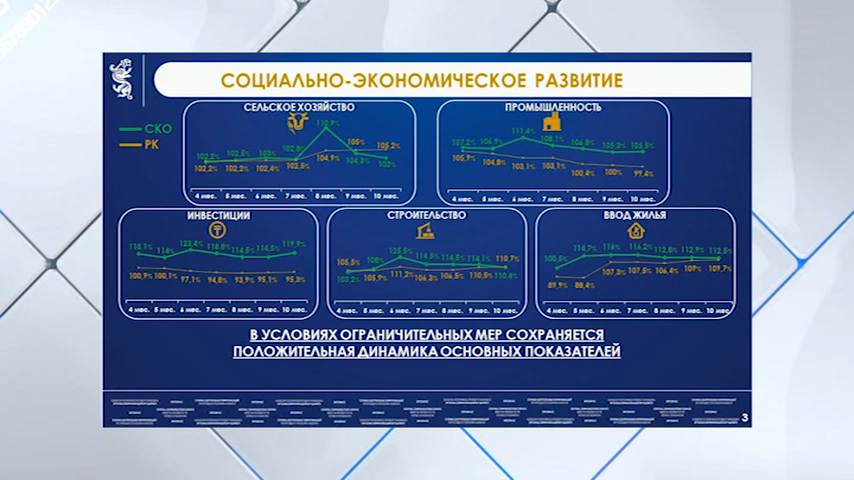 СОЦИАЛЬНО-ЭКОНОМИЧЕСКОЕ РАЗВИТИЕ
СКО
РК
СЕЛЬСКОЕ ХОЗЯЙСТВО
102,2% 102,5% 103% 102,8% 110,9% 104,3% 103%
102,2% 102,2% 102,4% 102,5% 104,9% 105% 105,2%
4 мес. 5 мес. 6 мес. 7 мес. 8 мес. 9 мес. 10 мес.
ПРОМЫШЛЕННОСТЬ
107,2% 106,9% 111,4% 108,1% 106,8% 105,3% 105,5%
105,9% 104,8% 103,1% 103,1% 100,4% 100% 99,4%
4 мес. 5 мес. 6 мес. 7 мес. 8 мес. 9 мес. 10 мес.
ИНВЕСТИЦИИ
118,1% 114% 123,4% 118,8% 114,5% 114,5% 119,9%
100,9% 100,1% 97,1% 94,8% 93,9% 95,1% 95,3%
4 мес. 5 мес. 6 мес. 7 мес. 8 мес. 9 мес. 10 мес.
СТРОИТЕЛЬСТВО
105,5% 108% 125,5% 114,5% 114,5% 114,1% 110,7%
103,2% 105,9% 111,2% 106,3% 106,5% 110,5% 110,4%
4 мес. 5 мес. 6 мес. 7 мес. 8 мес. 9 мес. 10 мес.
ВВОД ЖИЛЬЯ
100,5% 114,7% 116% 116,2% 112,8% 112,9% 112,5%
89,9% 88,4% 107,3% 107,5% 106,4% 109% 109,7%
4 мес. 5 мес. 6 мес. 7 мес. 8 мес. 9 мес. 10 мес.
В УСЛОВИЯХ ОГРАНИЧИТЕЛЬНЫХ МЕР СОХРАНЯЕТСЯ
ПОЛОЖИТЕЛЬНАЯ ДИНАМИКА ОСНОВНЫХ ПОКАЗАТЕЛЕЙ
3